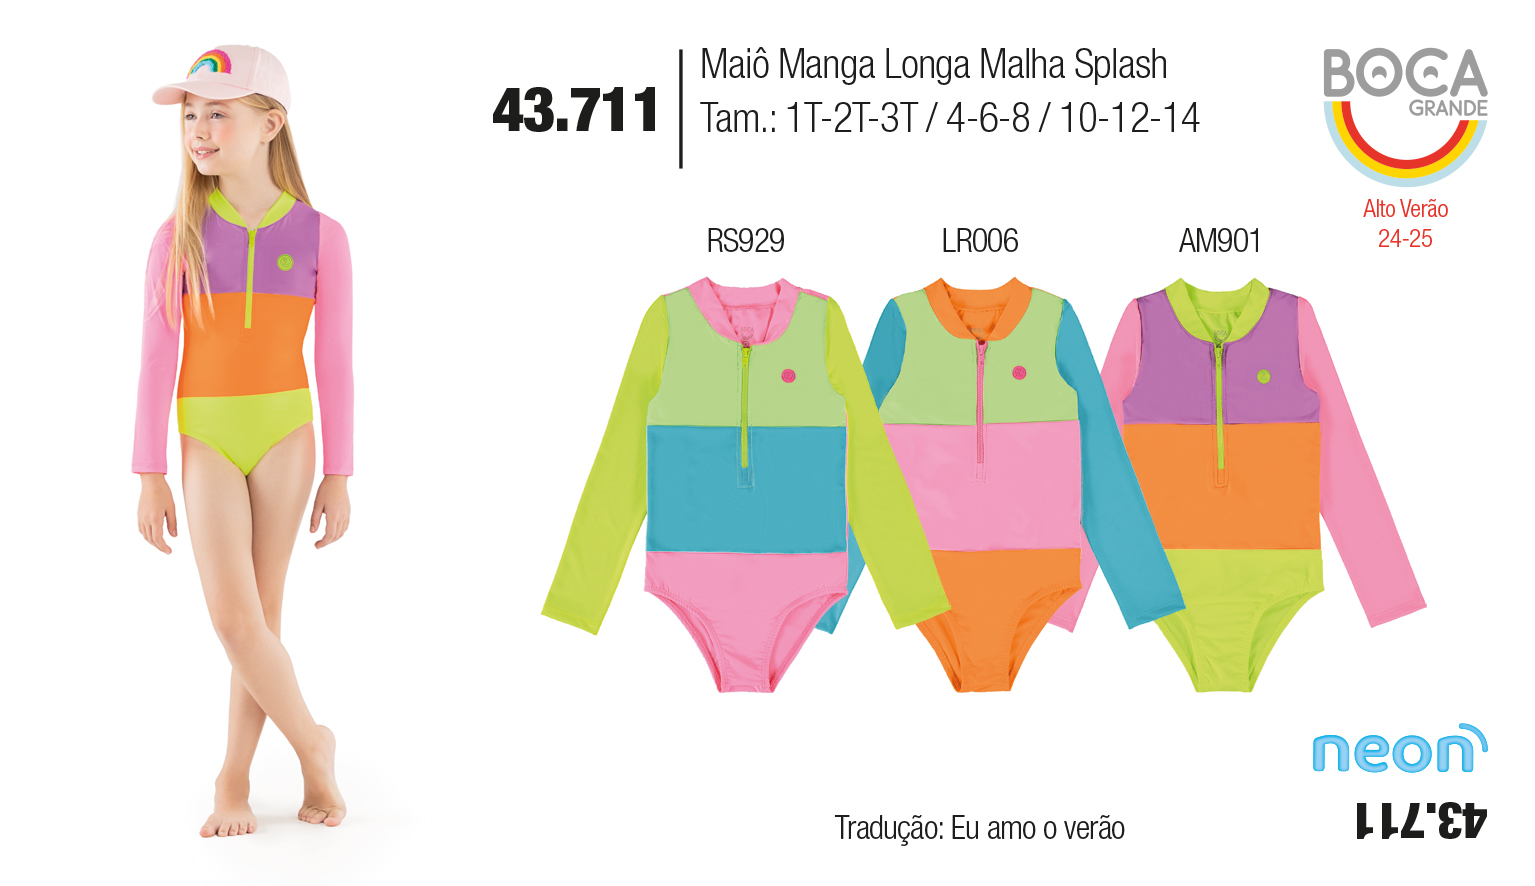 43.711
Maiô Manga Longa Malha Splash
Tam.: 1T-2T-3T / 4-6-8 / 10-12-14
BOCA
GRANDE
Alto Verão
24-25
RS929
LR006
AM901
BOCA
neon
43.711
Tradução: Eu amo o verão